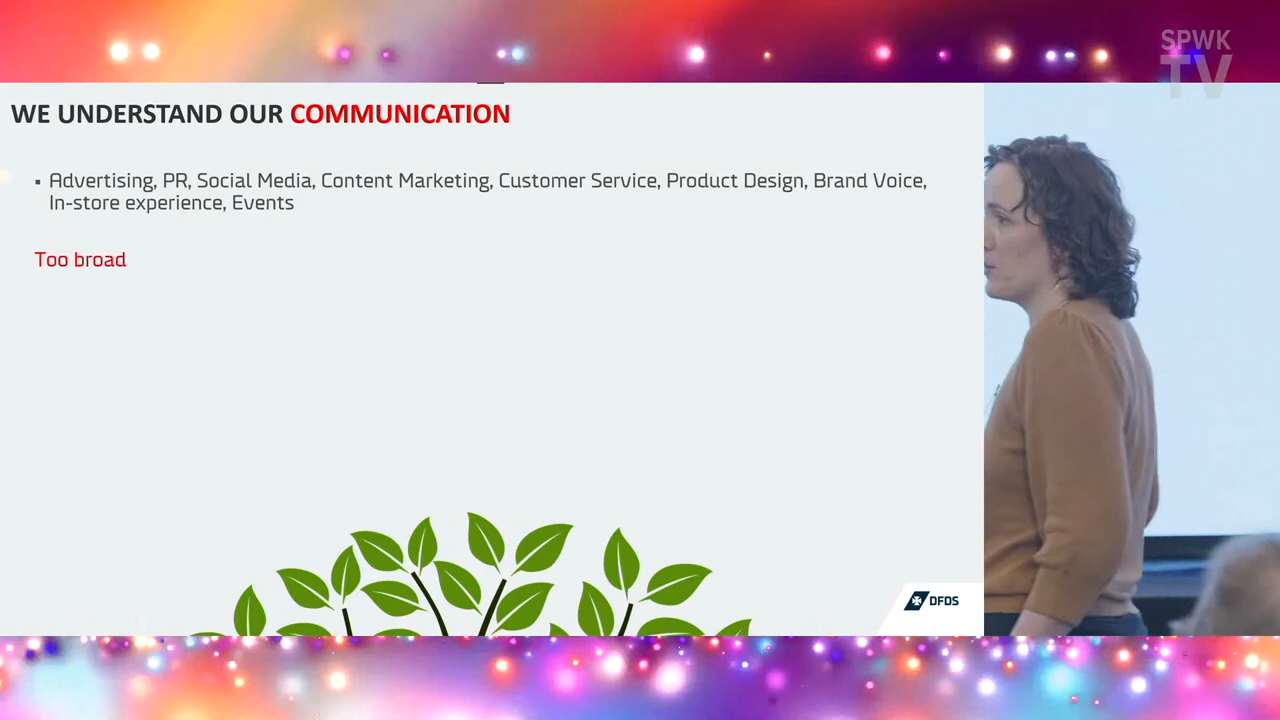 SPWK
TV
WE UNDERSTAND OUR COMMUNICATION
▪ Advertising, PR, Social Media, Content Marketing, Customer Service, Product Design, Brand Voice,
In-store experience, Events
Too broad
DFDS